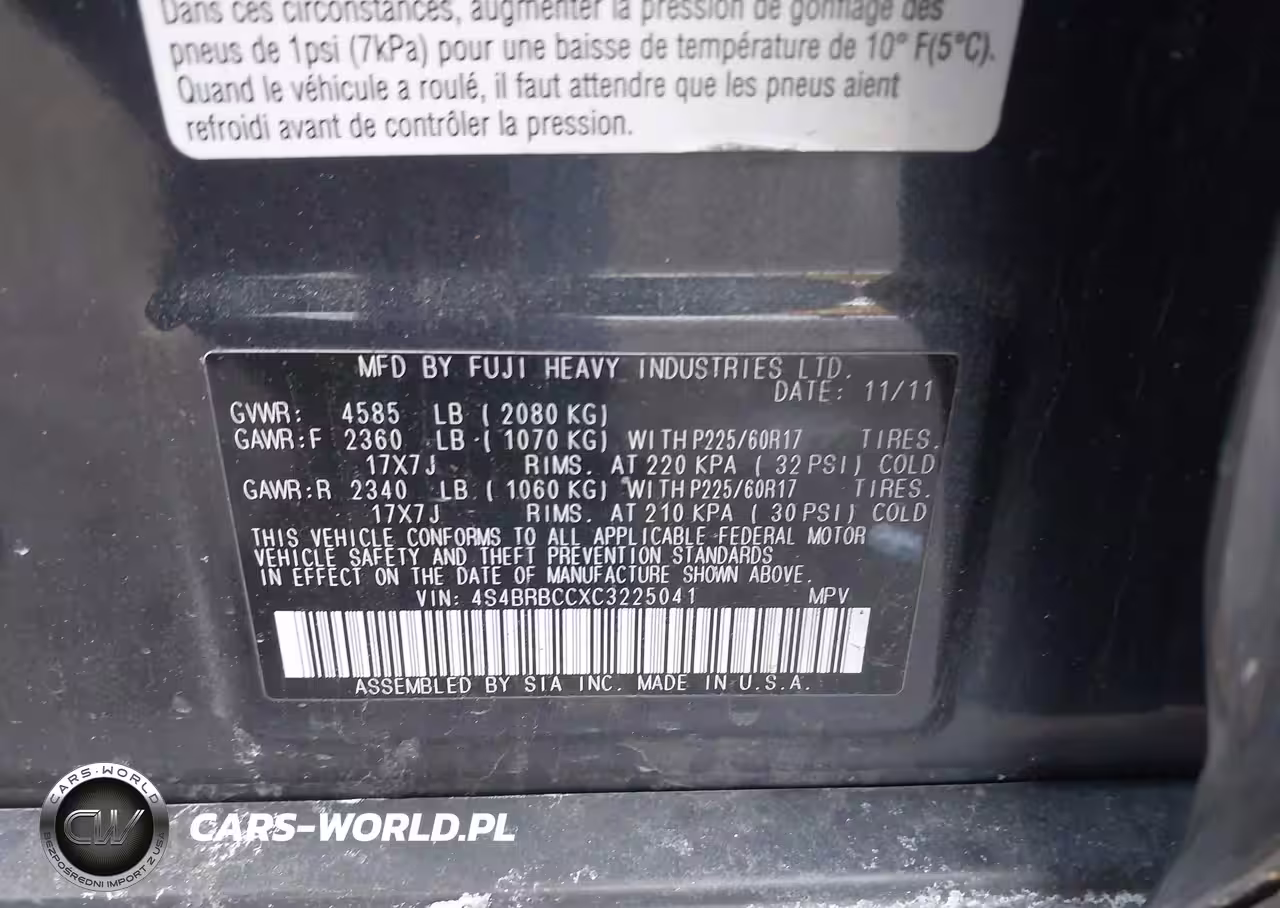 Dans ces circonstances, augmenter la pression de gonflage des
pneus de 1psi (7kPa) pour une baisse de température de 10° F(5°C).
Quand le véhicule a roulé, il faut attendre que les pneus aient
refroidi avant de contrôler la pression.
MFD BY FUJI HEAVY INDUSTRIES LTD.
DATE: 11/11
GVWR: 4585 LB ( 2080 KG)
GAWR:F 2360 LB ( 1070 KG) WITH P225/60R17 TIRES.
17X7J RIMS. AT 220 KPA ( 32 PSI) COLD
GAWR:R 2340 LB ( 1060 KG) WITH P225/60R17 TIRES.
17X7J RIMS. AT 210 KPA ( 30 PSI) COLD
THIS VEHICLE CONFORMS TO ALL APPLICABLE FEDERAL MOTOR
VEHICLE SAFETY AND THEFT PREVENTION STANDARDS
IN EFFECT ON THE DATE OF MANUFACTURE SHOWN ABOVE.
VIN: 4S4BRBCCXC3225041 MPV
ASSEMBLED BY SIA INC. MADE IN U.S.A.
CARS-WORLD
CW
BEZPOŚREDNI IMPORT Z USA
CARS-WORLD.PL